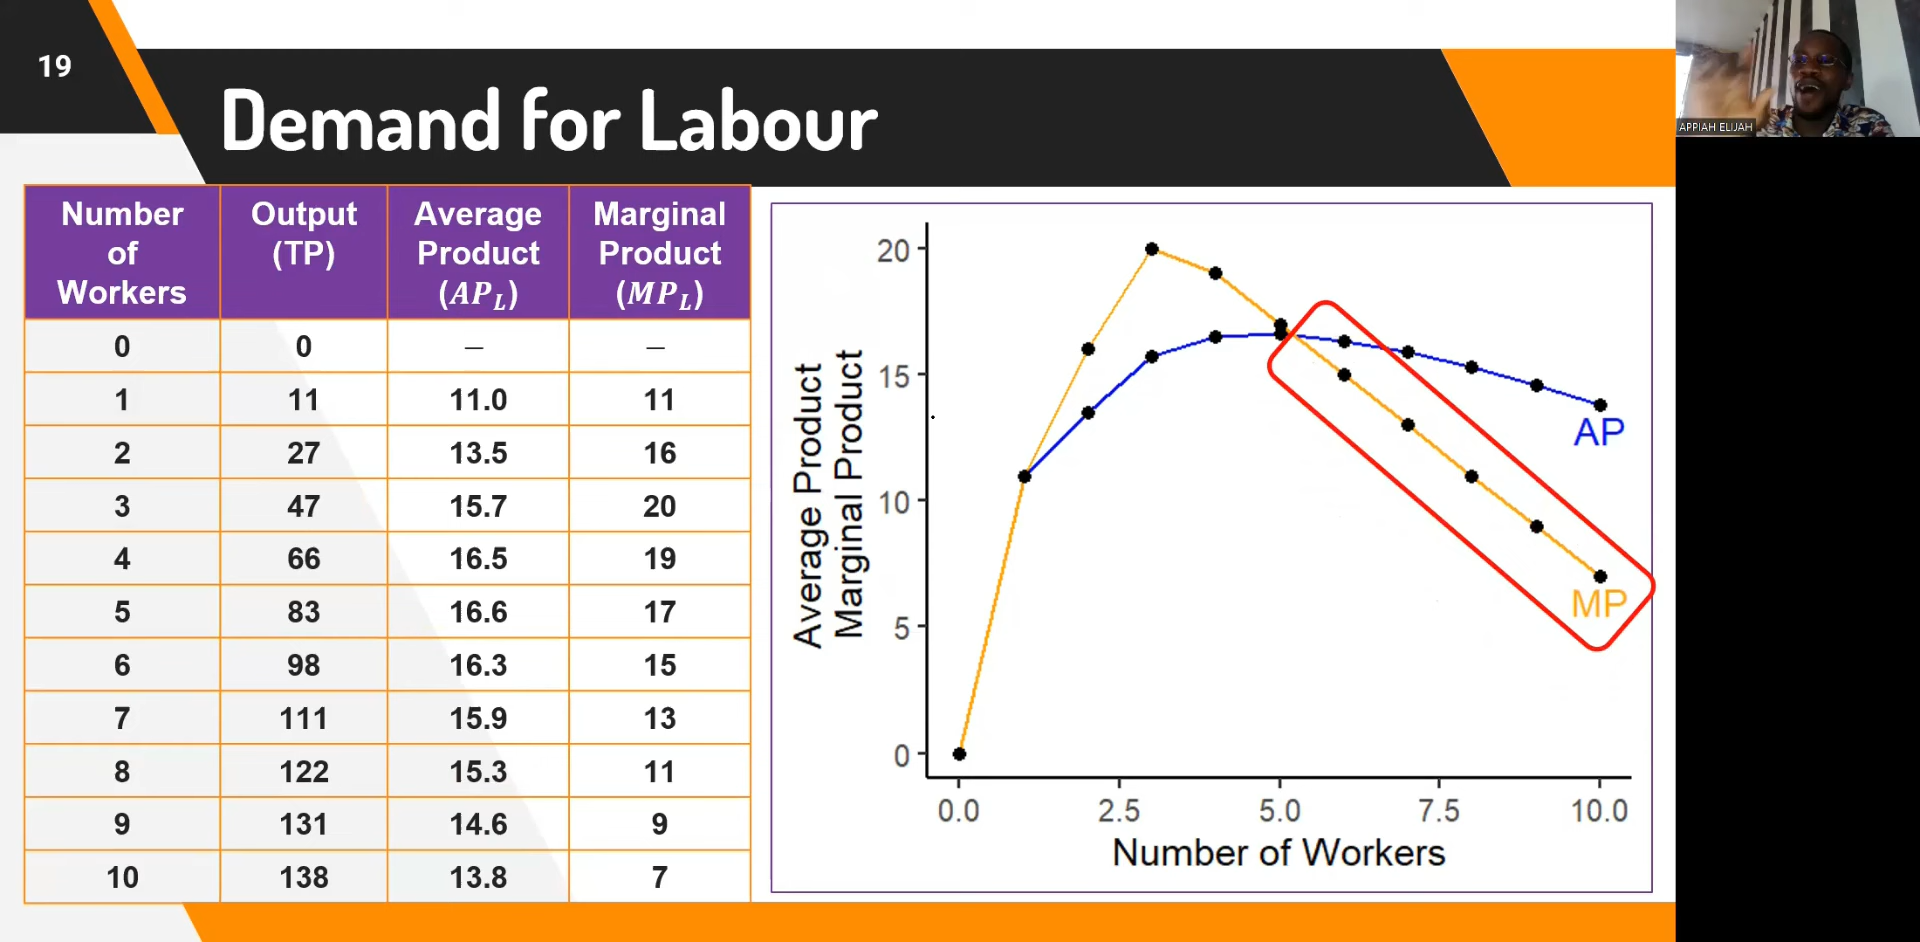 19
Demand for Labour
APPIAH ELIJAH
Number of Workers
Output (TP)
Average Product (AP_L)
Marginal Product (MP_L)
0 0 – –
1 11 11.0 11
2 27 13.5 16
3 47 15.7 20
4 66 16.5 19
5 83 16.6 17
6 98 16.3 15
7 111 15.9 13
8 122 15.3 11
9 131 14.6 9
10 138 13.8 7
Average Product
Marginal Product
20
15
10
5
0
AP
MP
0.0 2.5 5.0 7.5 10.0
Number of Workers